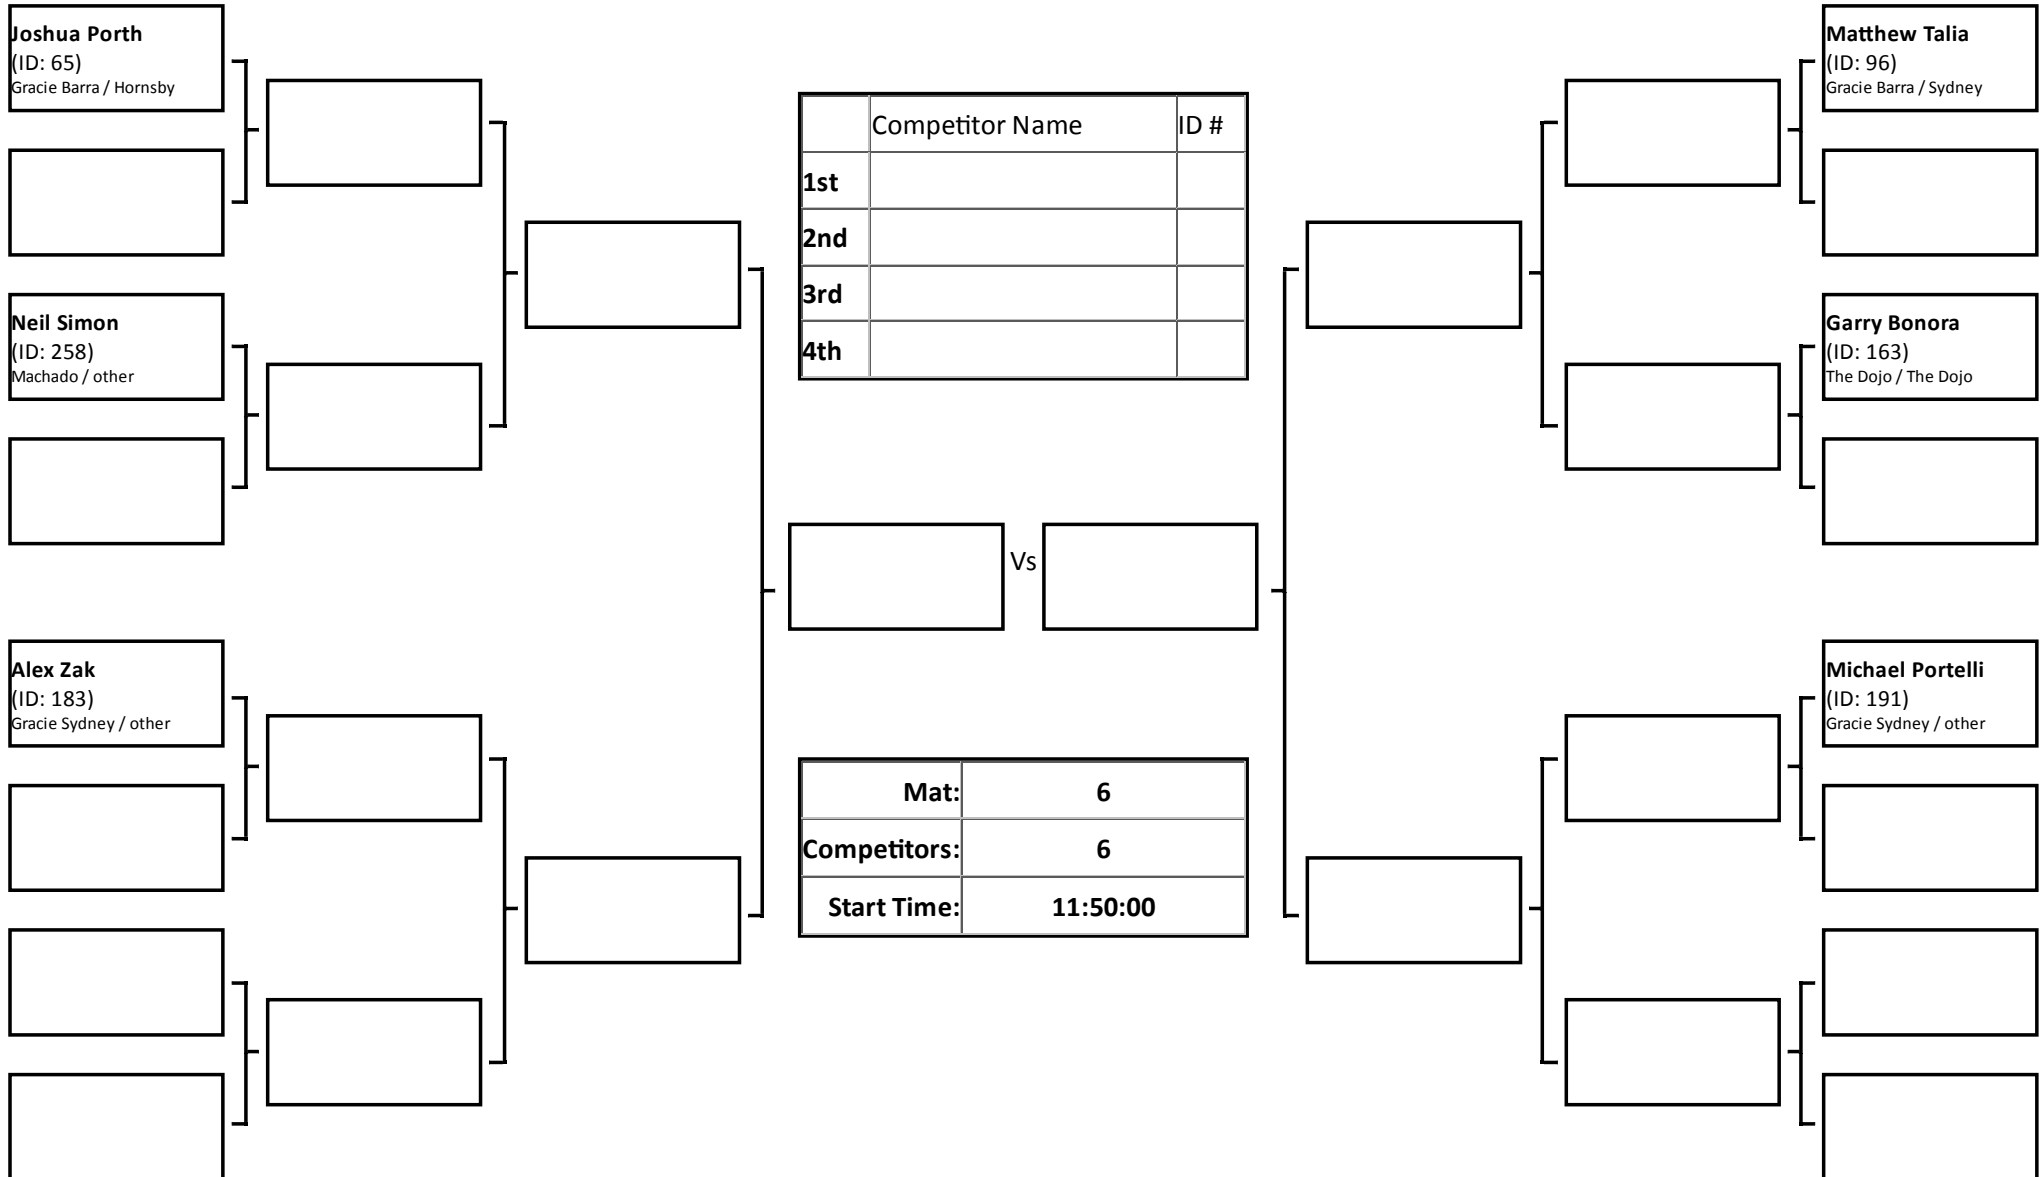 Joshua Porth
(ID: 65)
Gracie Barra / Hornsby
Neil Simon
(ID: 258)
Machado / other
Alex Zak
(ID: 183)
Gracie Sydney / other
Competitor Name ID #
1st
2nd
3rd
4th
Vs
Mat: 6
Competitors: 6
Start Time: 11:50:00
Matthew Talia
(ID: 96)
Gracie Barra / Sydney
Garry Bonora
(ID: 163)
The Dojo / The Dojo
Michael Portelli
(ID: 191)
Gracie Sydney / other